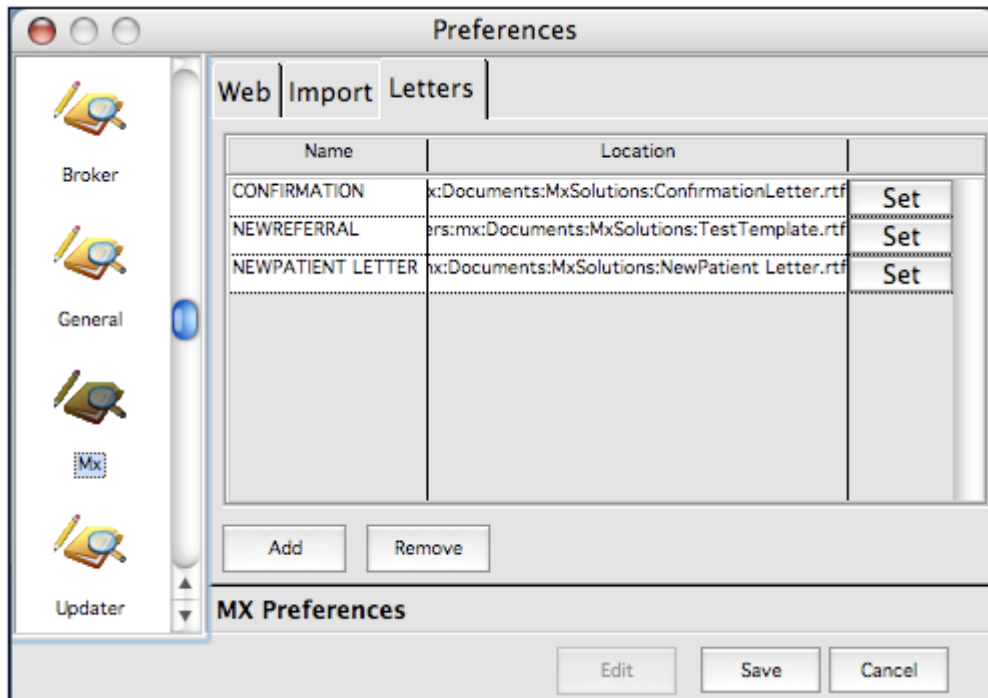 Preferences
Broker
General
Mx
Updater
Web Import Letters
Name Location
CONFIRMATION x:Documents:MxSolutions:ConfirmationLetter.rtf Set
NEWREFERRAL ers:mx:Documents:MxSolutions:TestTemplate.rtf Set
NEWPATIENT LETTER nx:Documents:MxSolutions:NewPatient Letter.rtf Set
Add Remove
MX Preferences
Edit Save Cancel